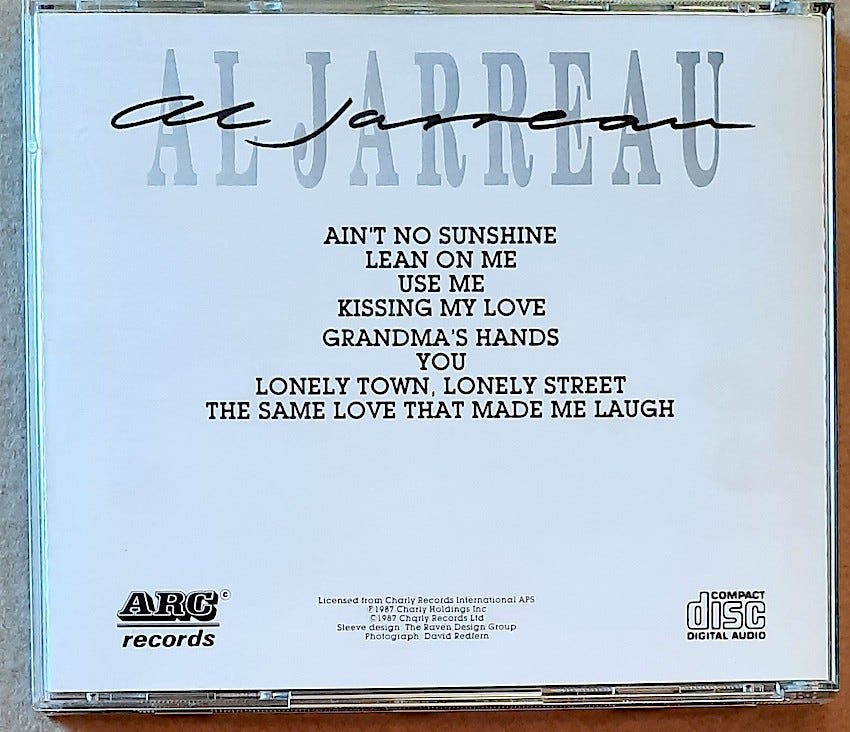 AL JARREAU
Al Jarreau
AIN'T NO SUNSHINE
LEAN ON ME
USE ME
KISSING MY LOVE
GRANDMA'S HANDS
YOU
LONELY TOWN, LONELY STREET
THE SAME LOVE THAT MADE ME LAUGH
ARC ©
records
Licensed from Charly Records International APS
℗1987 Charly Holdings Inc
©1987 Charly Records Ltd
Sleeve design: The Raven Design Group
Photograph: David Redfern
COMPACT
disc
DIGITAL AUDIO